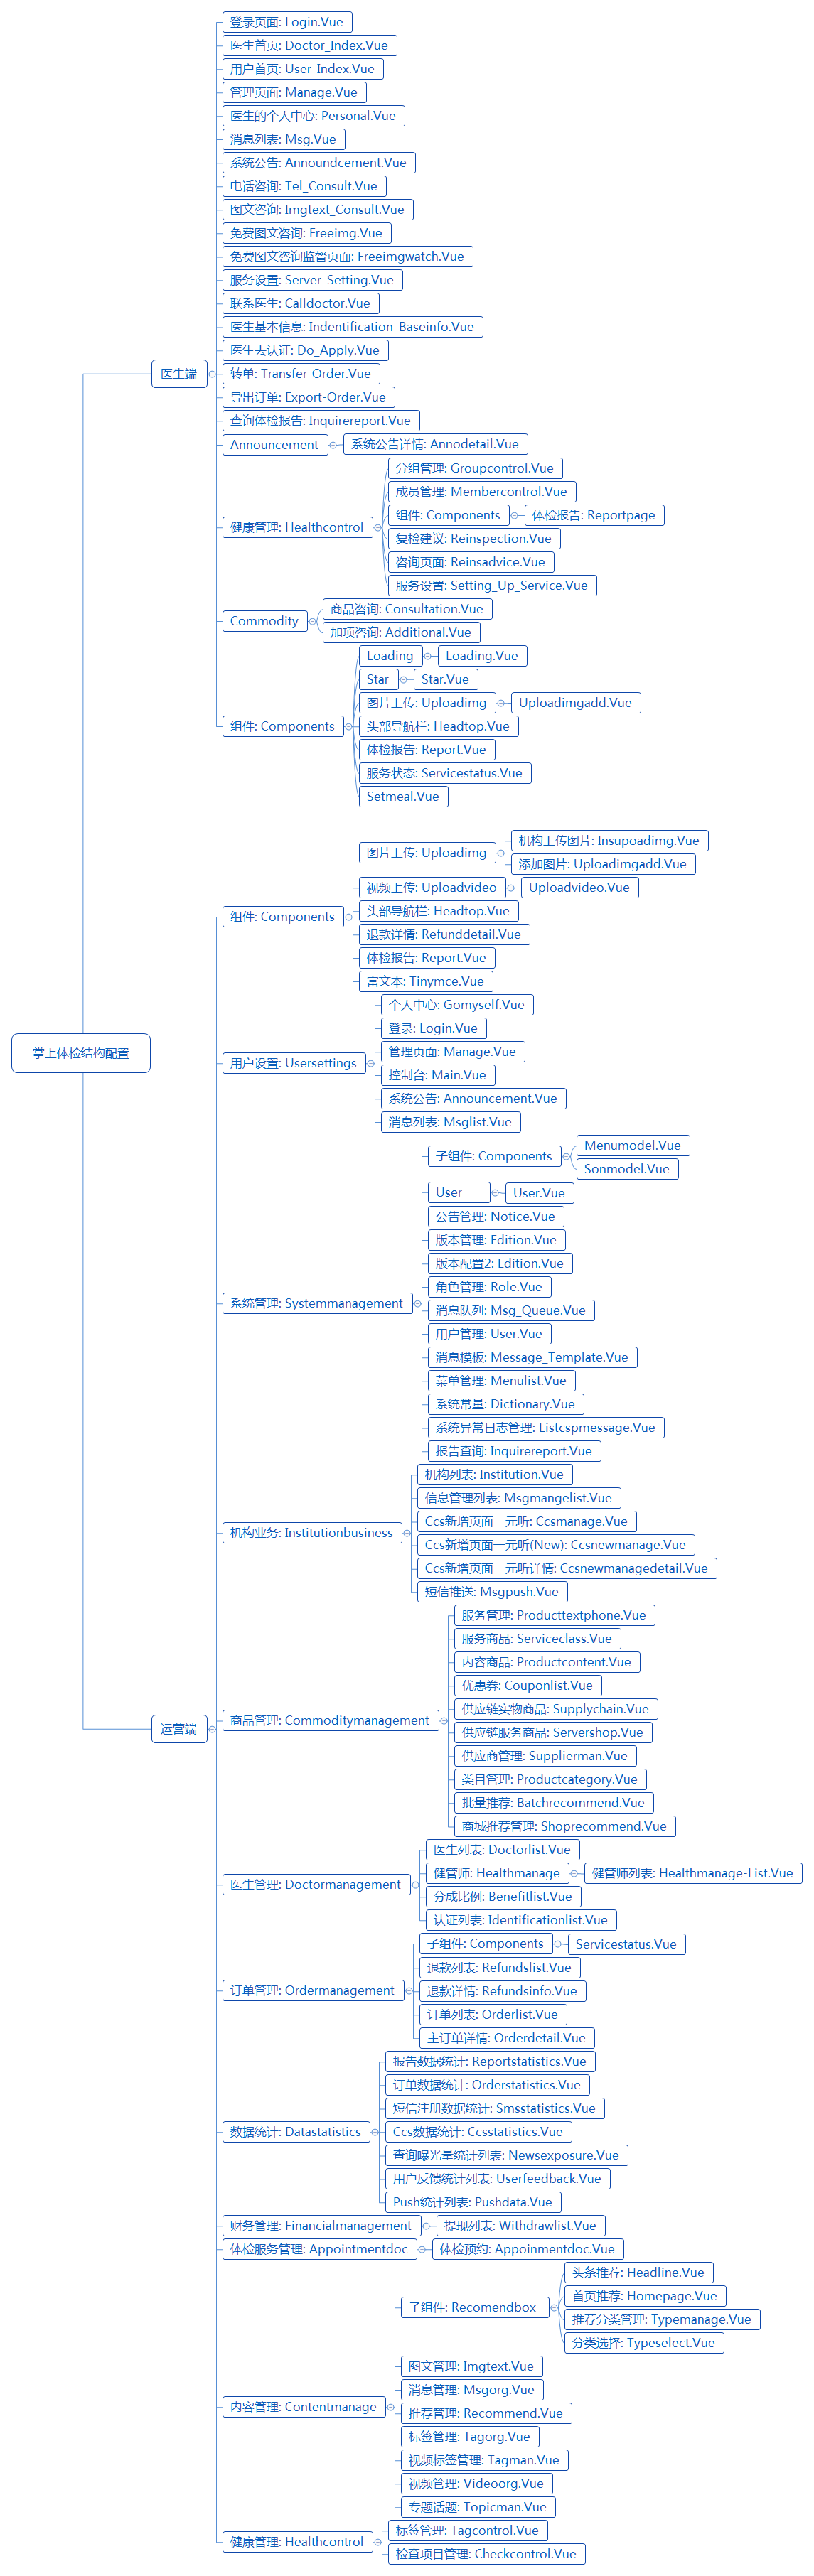 登录页面: Login.Vue
医生首页: Doctor_Index.Vue
用户首页: User_Index.Vue
管理页面: Manage.Vue
医生的个人中心: Personal.Vue
消息列表: Msg.Vue
系统公告: Announdcement.Vue
电话咨询: Tel_Consult.Vue
图文咨询: Imgtext_Consult.Vue
免费图文咨询: Freeimg.Vue
免费图文咨询监督页面: Freeimgwatch.Vue
服务设置: Server_Setting.Vue
联系医生: Calldoctor.Vue
医生基本信息: Indentification_Baseinfo.Vue
医生去认证: Do_Apply.Vue
医生端
转单: Transfer-Order.Vue
导出订单: Export-Order.Vue
查询体检报告: Inquirereport.Vue
Announcement
系统公告详情: Annodetail.Vue
健康管理: Healthcontrol
分组管理: Groupcontrol.Vue
成员管理: Membercontrol.Vue
组件: Components
体检报告: Reportpage
复检建议: Reinspection.Vue
咨询页面: Reinsadvice.Vue
服务设置: Setting_Up_Service.Vue
Commodity
商品咨询: Consultation.Vue
加项咨询: Additional.Vue
组件: Components
Loading
Loading.Vue
Star
Star.Vue
图片上传: Uploadimg
Uploadimgadd.Vue
头部导航栏: Headtop.Vue
体检报告: Report.Vue
服务状态: Servicestatus.Vue
Setmeal.Vue
掌上体检结构配置
运营端
组件: Components
图片上传: Uploadimg
机构上传图片: Insupoadimg.Vue
添加图片: Uploadimgadd.Vue
视频上传: Uploadvideo
Uploadvideo.Vue
头部导航栏: Headtop.Vue
退款详情: Refunddetail.Vue
体检报告: Report.Vue
富文本: Tinymce.Vue
用户设置: Usersettings
个人中心: Gomyself.Vue
登录: Login.Vue
管理页面: Manage.Vue
控制台: Main.Vue
系统公告: Announcement.Vue
消息列表: Msglist.Vue
系统管理: Systemmanagement
子组件: Components
Menumodel.Vue
Sonmodel.Vue
User
User.Vue
公告管理: Notice.Vue
版本管理: Edition.Vue
版本配置2: Edition.Vue
角色管理: Role.Vue
消息队列: Msg_Queue.Vue
用户管理: User.Vue
消息模板: Message_Template.Vue
菜单管理: Menulist.Vue
系统常量: Dictionary.Vue
系统异常日志管理: Listcspmessage.Vue
报告查询: Inquirereport.Vue
机构业务: Institutionbusiness
机构列表: Institution.Vue
信息管理列表: Msgmangelist.Vue
Ccs新增页面一元听: Ccsmanage.Vue
Ccs新增页面一元听(New): Ccsnewmanage.Vue
Ccs新增页面一元听详情: Ccsnewmanagedetail.Vue
短信推送: Msgpush.Vue
商品管理: Commoditymanagement
服务管理: Producttextphone.Vue
服务商品: Serviceclass.Vue
内容商品: Productcontent.Vue
优惠券: Couponlist.Vue
供应链实物商品: Supplychain.Vue
供应链服务商品: Servershop.Vue
供应商管理: Supplierman.Vue
类目管理: Productcategory.Vue
批量推荐: Batchrecommend.Vue
商城推荐管理: Shoprecommend.Vue
医生管理: Doctormanagement
医生列表: Doctorlist.Vue
健管师: Healthmanage
健管师列表: Healthmanage-List.Vue
分成比例: Benefitlist.Vue
认证列表: Identificationlist.Vue
订单管理: Ordermanagement
子组件: Components
Servicestatus.Vue
退款列表: Refundslist.Vue
退款详情: Refundsinfo.Vue
订单列表: Orderlist.Vue
主订单详情: Orderdetail.Vue
数据统计: Datastatistics
报告数据统计: Reportstatistics.Vue
订单数据统计: Orderstatistics.Vue
短信注册数据统计: Smsstatistics.Vue
Ccs数据统计: Ccsstatistics.Vue
查询曝光量统计列表: Newsexposure.Vue
用户反馈统计列表: Userfeedback.Vue
Push统计列表: Pushdata.Vue
财务管理: Financialmanagement
提现列表: Withdrawlist.Vue
体检服务管理: Appointmentdoc
体检预约: Appoinmentdoc.Vue
内容管理: Contentmanage
子组件: Recomendbox
头条推荐: Headline.Vue
首页推荐: Homepage.Vue
推荐分类管理: Typemanage.Vue
分类选择: Typeselect.Vue
图文管理: Imgtext.Vue
消息管理: Msgorg.Vue
推荐管理: Recommend.Vue
标签管理: Tagorg.Vue
视频标签管理: Tagman.Vue
视频管理: Videoorg.Vue
专题话题: Topicman.Vue
健康管理: Healthcontrol
标签管理: Tagcontrol.Vue
检查项目管理: Checkcontrol.Vue